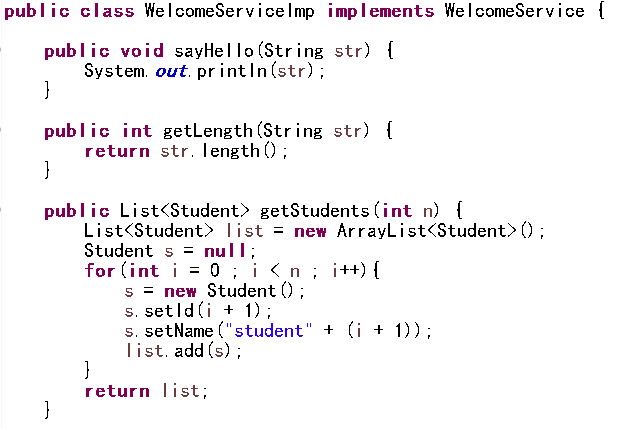 public class WelcomeServiceImp implements WelcomeService {
public void sayHello(String str) {
System.out.println(str);
}
public int getLength(String str) {
return str.length();
}
public List<Student> getStudents(int n) {
List<Student> list = new ArrayList<Student>();
Student s = null;
for(int i = 0 ; i < n ; i++){
s = new Student();
s.setId(i + 1);
s.setName("student" + (i + 1));
list.add(s);
}
return list;
}